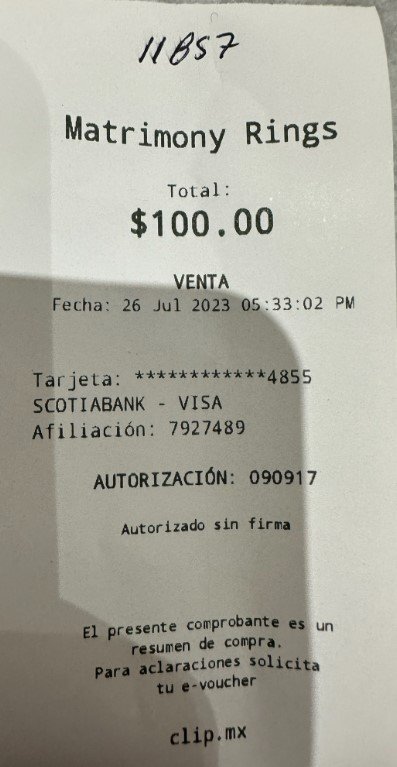 11857
Matrimony Rings
Total:
$100.00
VENTA
Fecha: 26 Jul 2023 05:33:02 PM
Tarjeta: ************4855
SCOTIABANK - VISA
Afiliación: 7927489
AUTORIZACIÓN: 090917
Autorizado sin firma
El presente comprobante es un
resumen de compra.
Para aclaraciones solicita
tu e-voucher
clip.mx